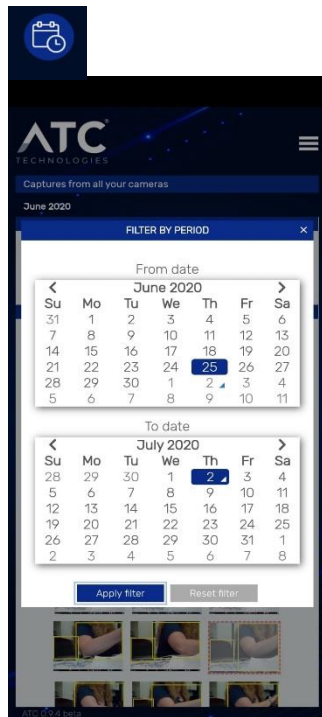 ATC
TECHNOLOGIES
Captures from all your cameras
June 2020
FILTER BY PERIOD ×
From date
< June 2020 >
Su Mo Tu We Th Fr Sa
31 1 2 3 4 5 6
7 8 9 10 11 12 13
14 15 16 17 18 19 20
21 22 23 24 25 26 27
28 29 30 1 2 3 4
5 6 7 8 9 10 11
To date
< July 2020 >
Su Mo Tu We Th Fr Sa
28 29 30 1 2 3 4
5 6 7 8 9 10 11
12 13 14 15 16 17 18
19 20 21 22 23 24 25
26 27 28 29 30 31 1
2 3 4 5 6 7 8
Apply filter Reset filter
ATC 0.9.4 beta